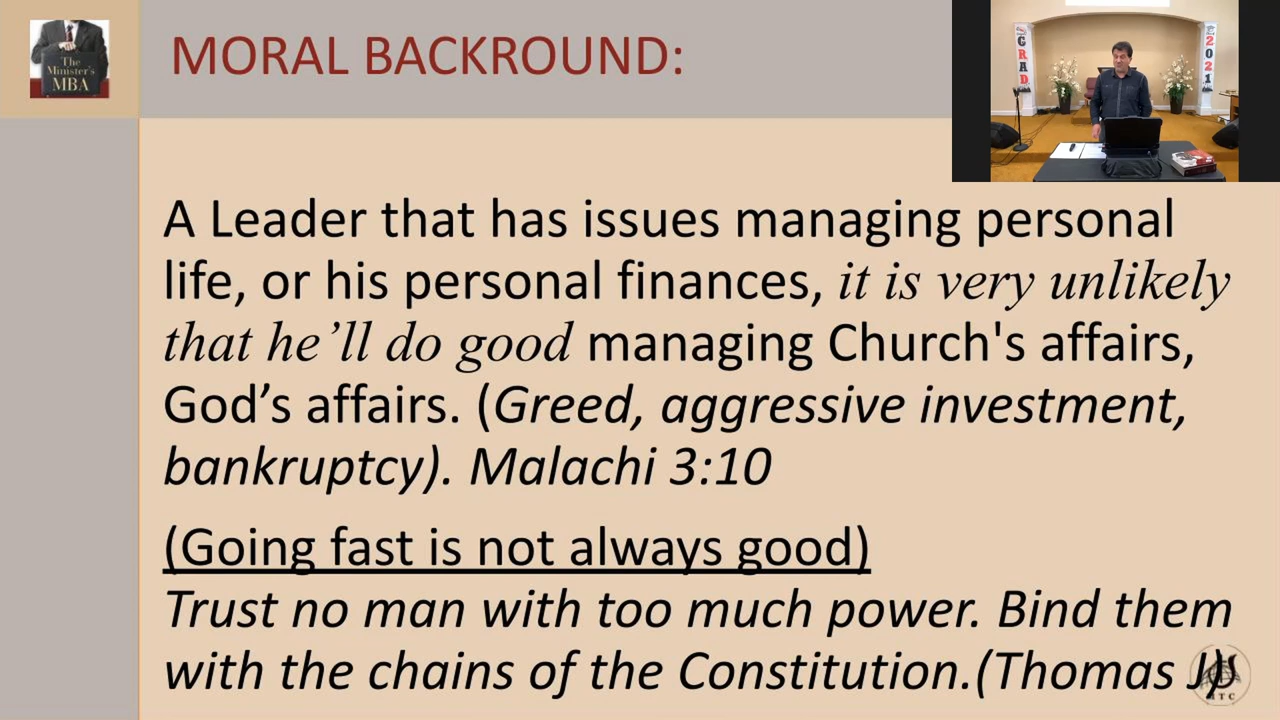 The
Minister's
MBA
MORAL BACKROUND:
GRAD
2021
A Leader that has issues managing personal
life, or his personal finances, it is very unlikely
that he’ll do good managing Church's affairs,
God’s affairs. (Greed, aggressive investment,
bankruptcy). Malachi 3:10
(Going fast is not always good)
Trust no man with too much power. Bind them
with the chains of the Constitution.(Thomas J
ITC